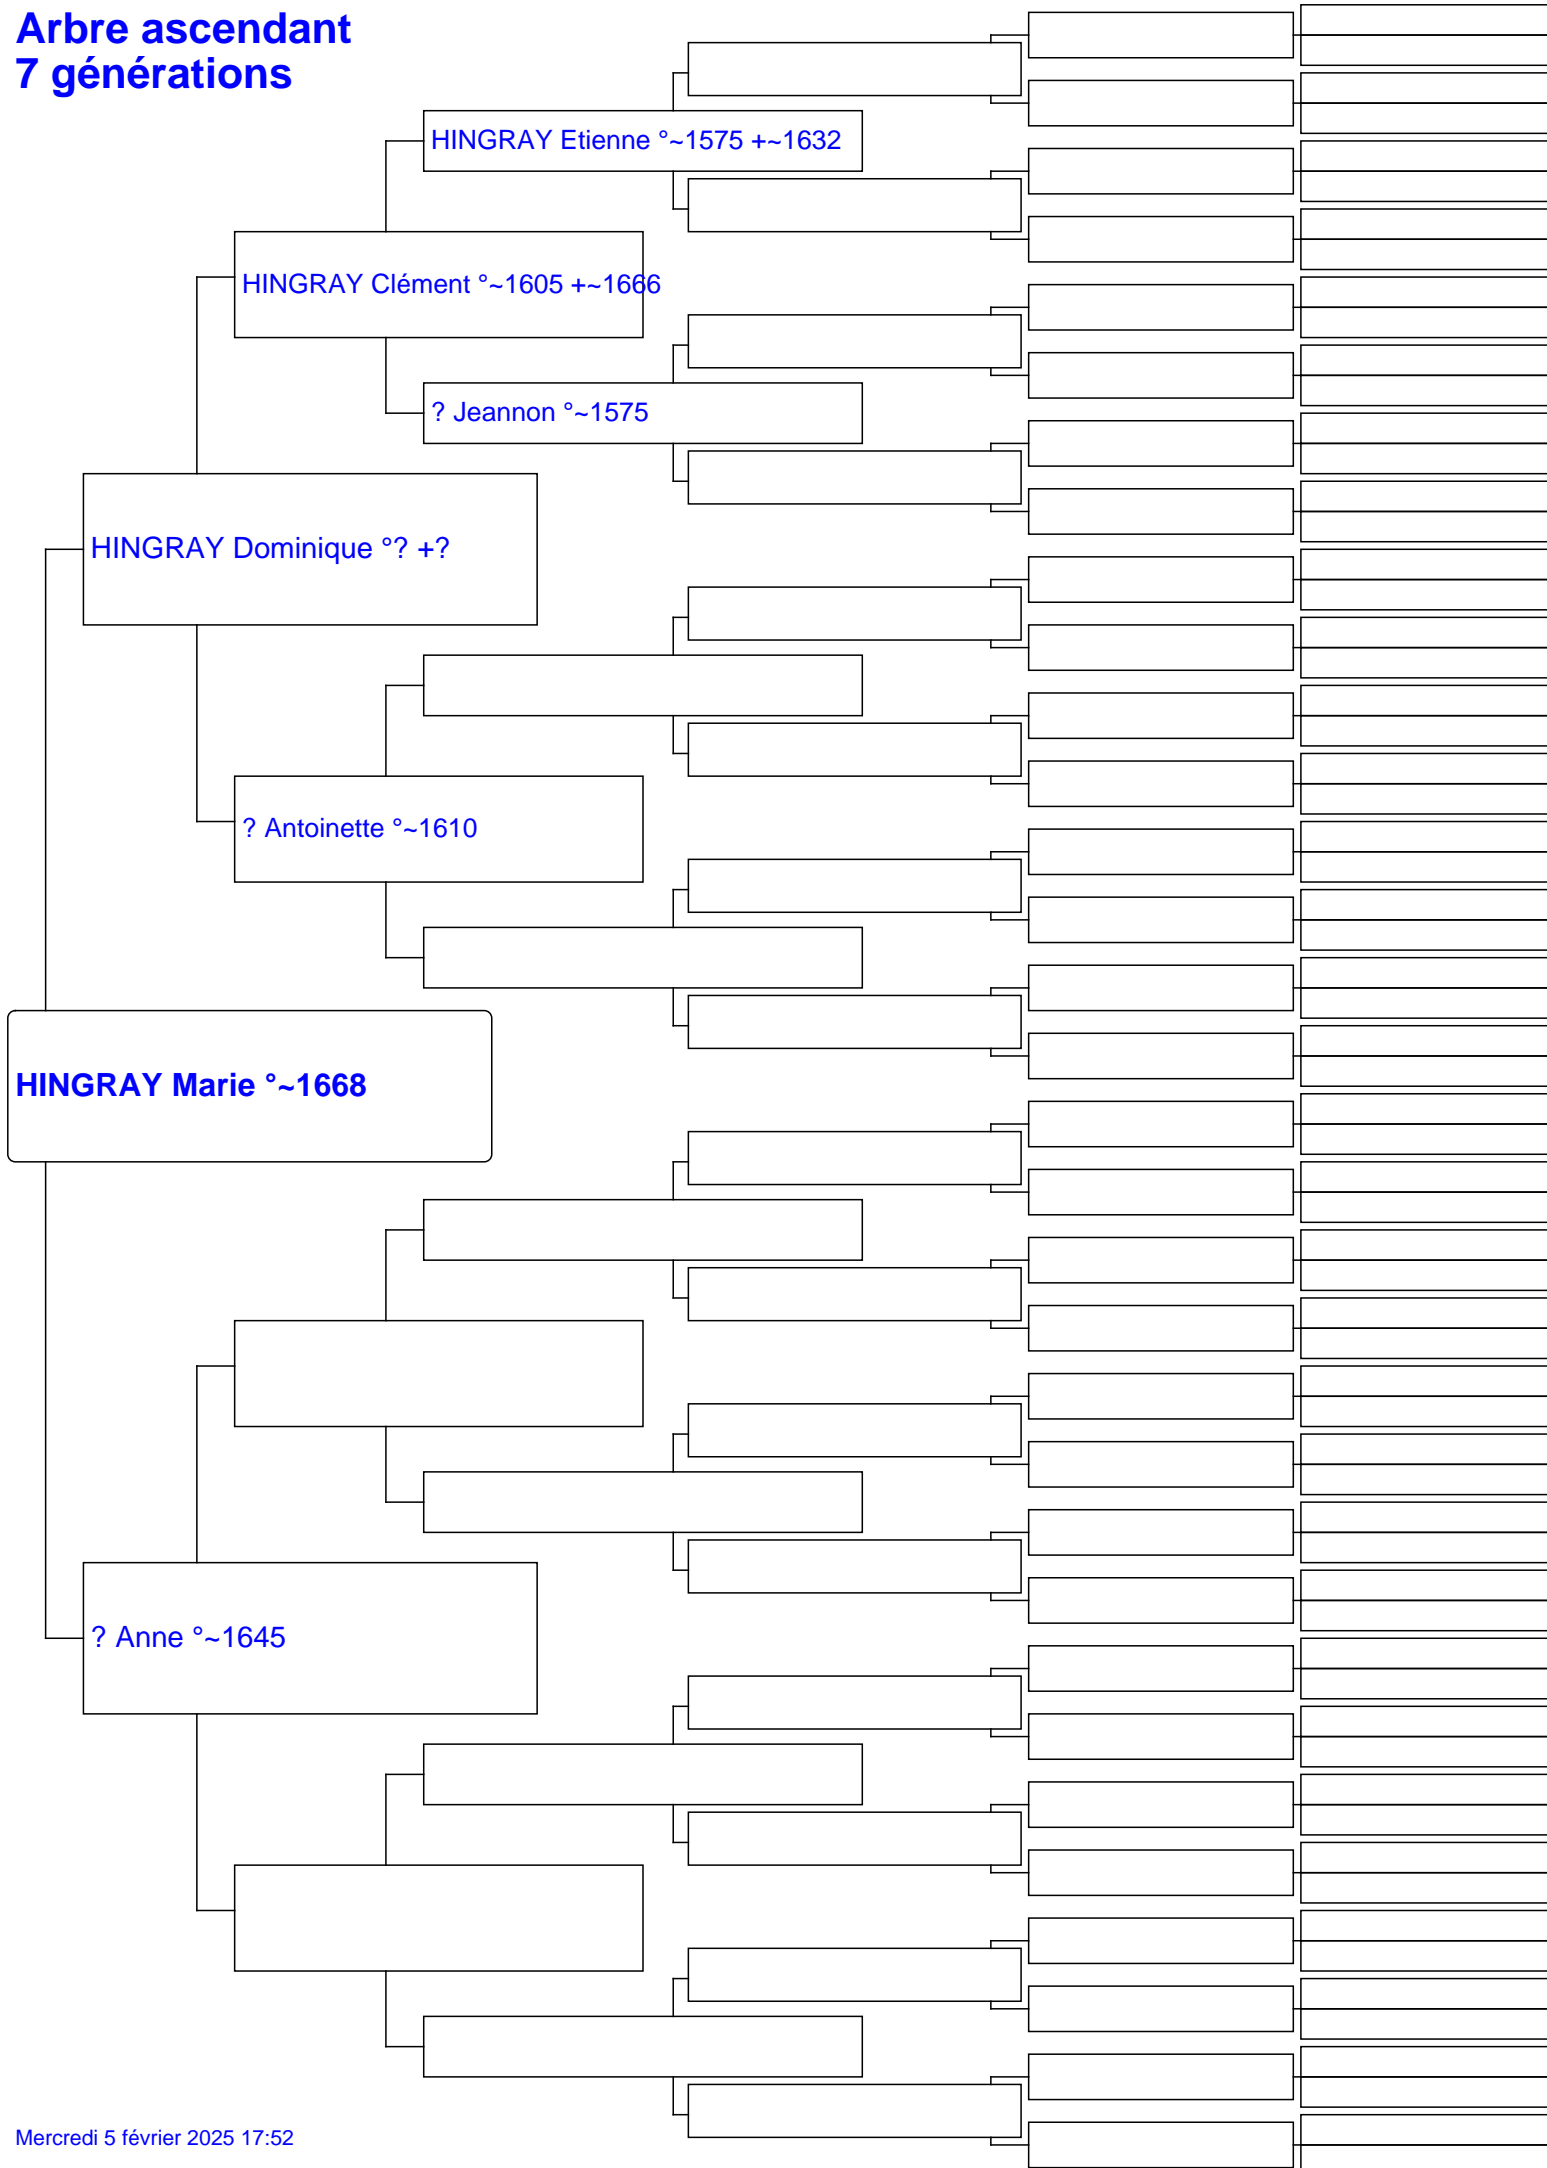 Arbre ascendant
7 générations
HINGRAY Etienne °~1575 +~1632
HINGRAY Clément °~1605 +~1666
? Jeannon °~1575
HINGRAY Dominique °? +?
? Antoinette °~1610
HINGRAY Marie °~1668
? Anne °~1645
Mercredi 5 février 2025 17:52